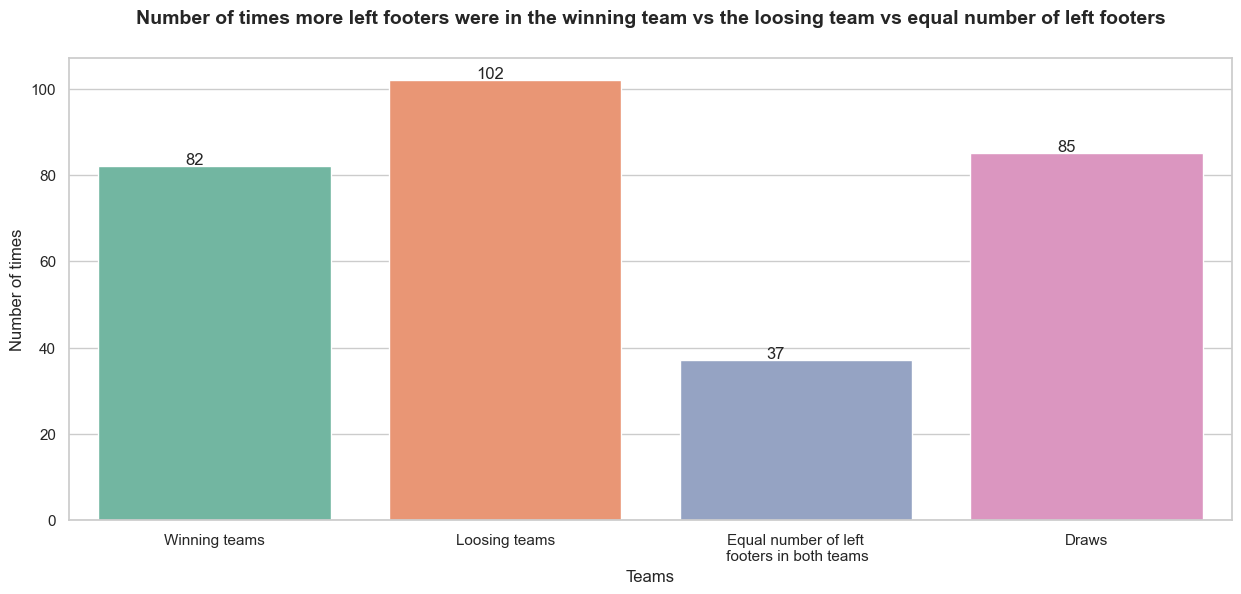 Number of times more left footers were in the winning team vs the loosing team vs equal number of left footers
Number of times
100
80
60
40
20
0
82
102
37
85
Winning teams
Loosing teams
Equal number of left
footers in both teams
Draws
Teams